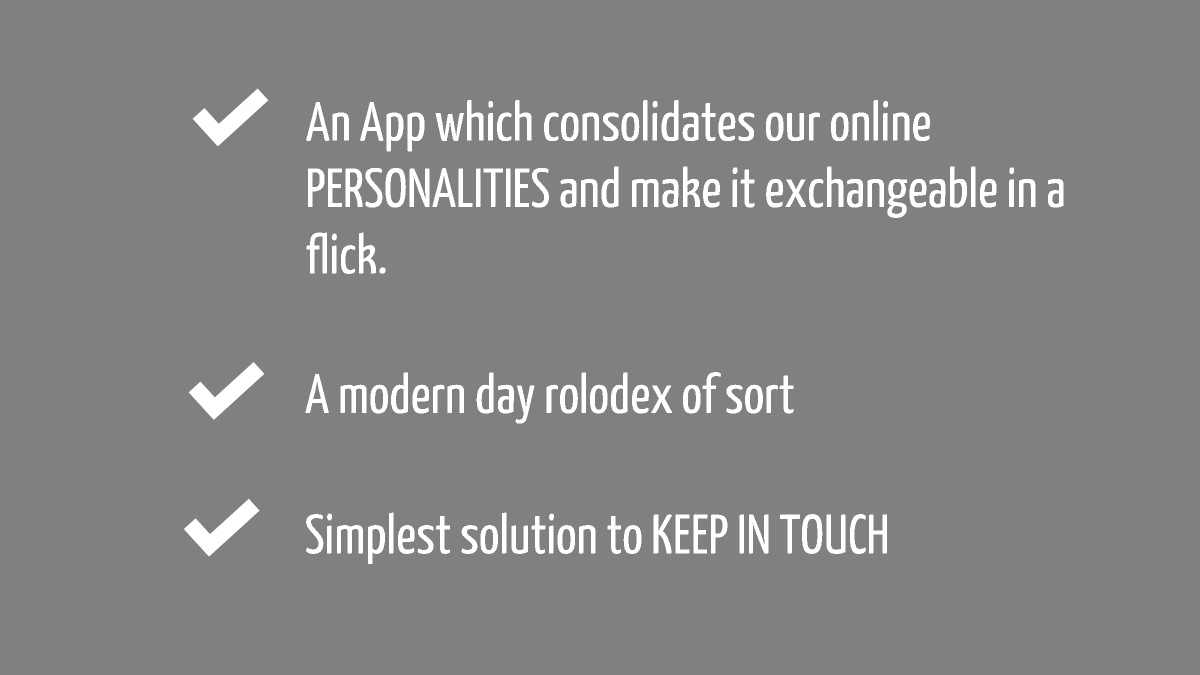 An App which consolidates our online
PERSONALITIES and make it exchangeable in a
flick.
A modern day rolodex of sort
Simplest solution to KEEP IN TOUCH